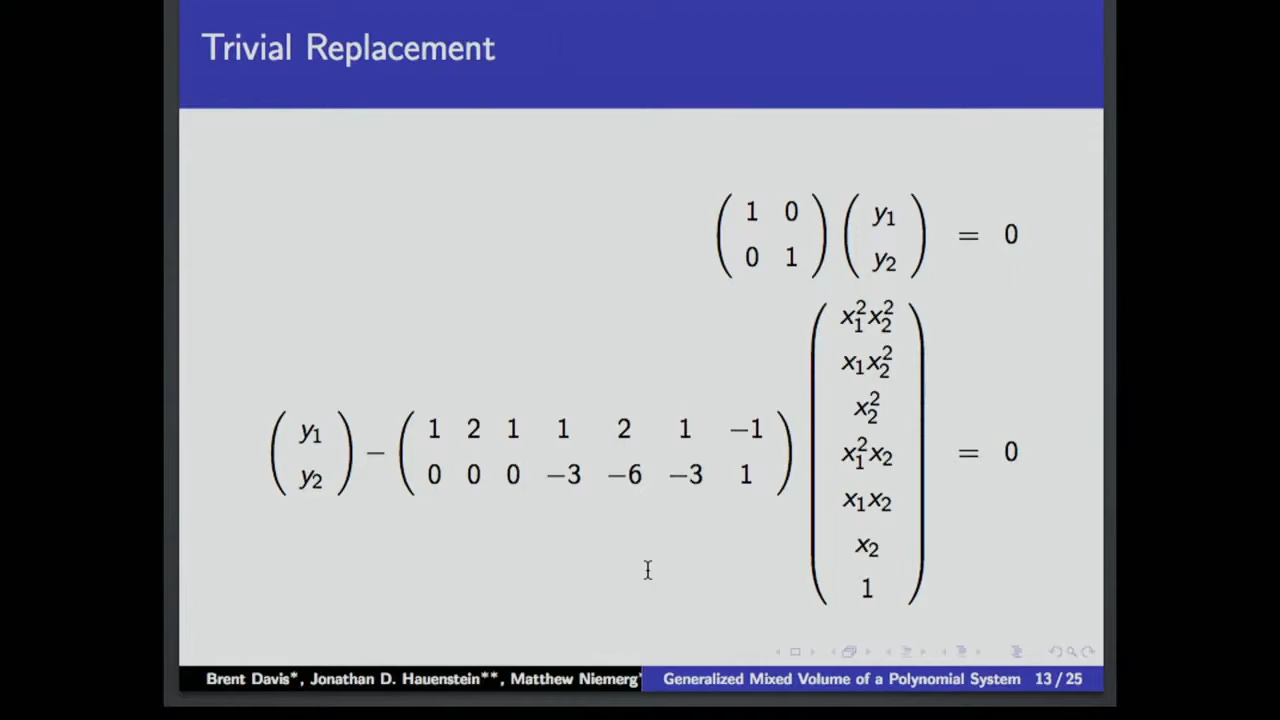 Trivial Replacement
( 1 0 ; 0 1 ) ( y₁ ; y₂ ) = 0
( y₁ ; y₂ ) − ( 1 2 1 1 2 1 −1 ; 0 0 0 −3 −6 −3 1 ) ( x₁²x₂² ; x₁x₂² ; x₂² ; x₁²x₂ ; x₁x₂ ; x₂ ; 1 ) = 0
Brent Davis*, Jonathan D. Hauenstein**, Matthew Niemerg*
Generalized Mixed Volume of a Polynomial System 13 / 25